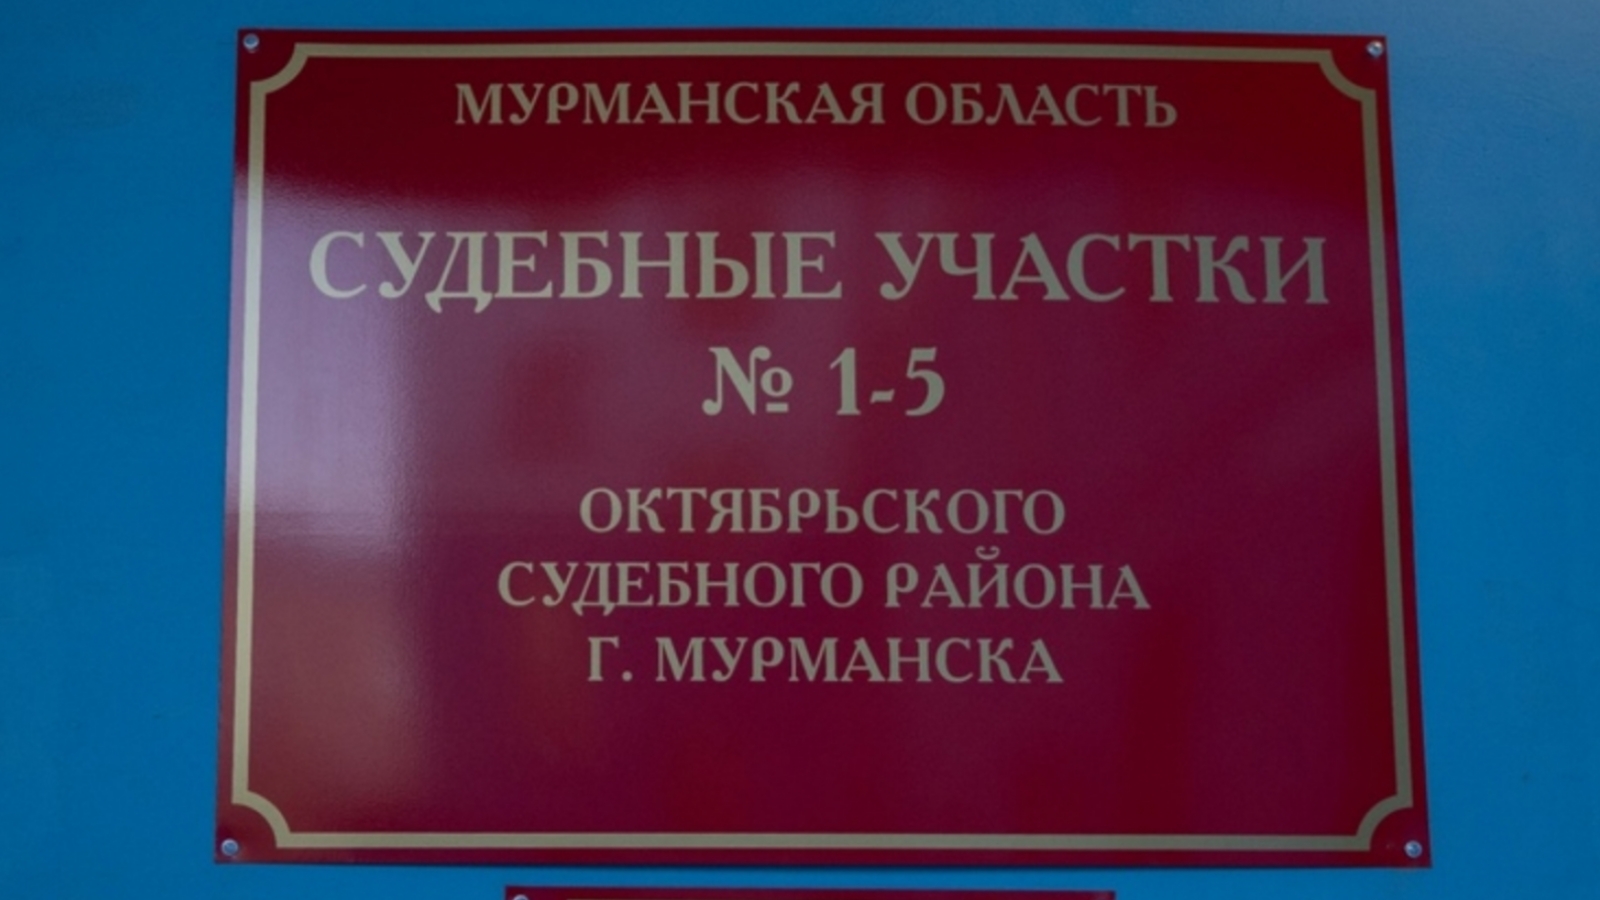 МУРМАНСКАЯ ОБЛАСТЬ
СУДЕБНЫЕ УЧАСТКИ
№ 1-5
ОКТЯБРЬСКОГО
СУДЕБНОГО РАЙОНА
Г. МУРМАНСКА